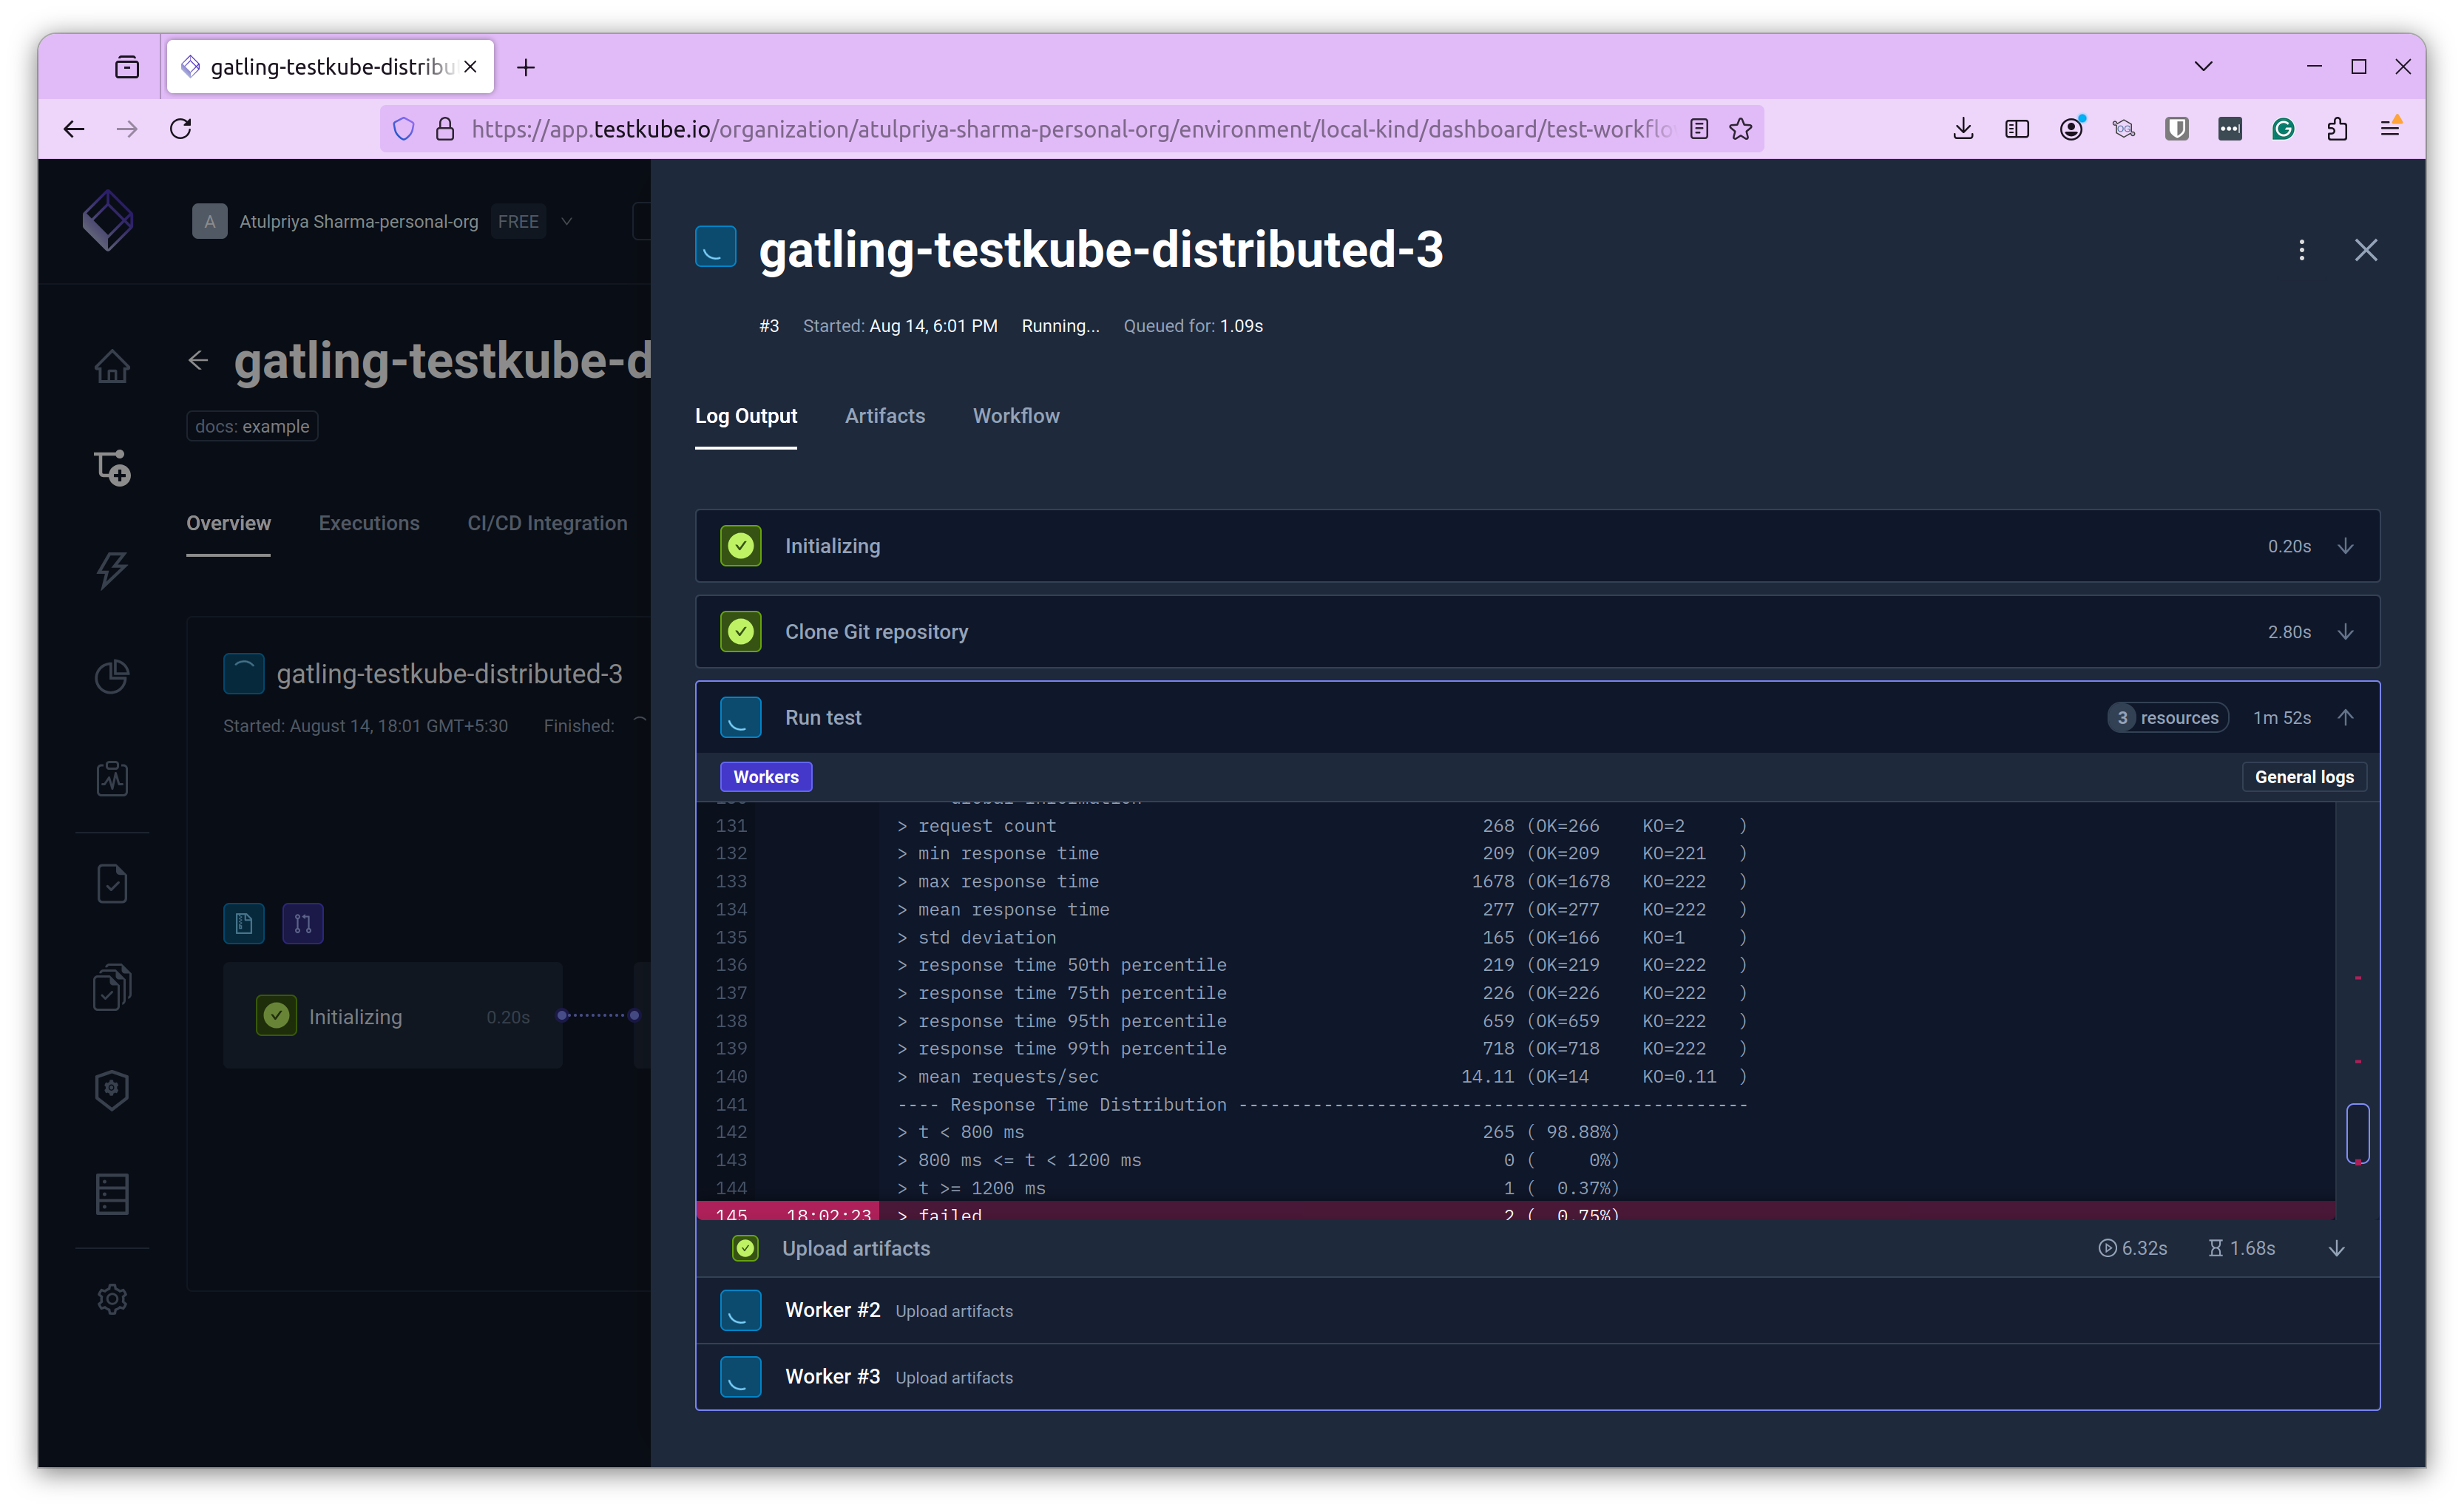 gatling-testkube-distribu
https://app.testkube.io/organization/atulpriya-sharma-personal-org/environment/local-kind/dashboard/test-workflo
A Atulpriya Sharma-personal-org FREE
gatling-testkube-d
docs: example
Overview Executions CI/CD Integration
gatling-testkube-distributed-3
Started: August 14, 18:01 GMT+5:30 Finished:
Initializing 0.20s
gatling-testkube-distributed-3
#3 Started: Aug 14, 6:01 PM Running... Queued for: 1.09s
Log Output Artifacts Workflow
Initializing 0.20s
Clone Git repository 2.80s
Run test 3 resources 1m 52s
Workers General logs
131 > request count 268 (OK=266 KO=2 )
132 > min response time 209 (OK=209 KO=221 )
133 > max response time 1678 (OK=1678 KO=222 )
134 > mean response time 277 (OK=277 KO=222 )
135 > std deviation 165 (OK=166 KO=1 )
136 > response time 50th percentile 219 (OK=219 KO=222 )
137 > response time 75th percentile 226 (OK=226 KO=222 )
138 > response time 95th percentile 659 (OK=659 KO=222 )
139 > response time 99th percentile 718 (OK=718 KO=222 )
140 > mean requests/sec 14.11 (OK=14 KO=0.11 )
141 ---- Response Time Distribution ------------------------------------------------
142 > t < 800 ms 265 ( 98.88%)
143 > 800 ms <= t < 1200 ms 0 ( 0%)
144 > t >= 1200 ms 1 ( 0.37%)
145 18:02:23 > failed 2 ( 0.75%)
Upload artifacts 6.32s 1.68s
Worker #2 Upload artifacts
Worker #3 Upload artifacts